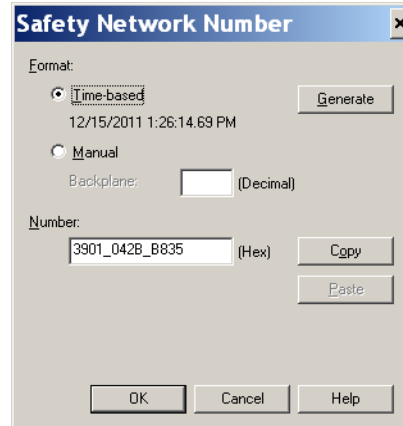 Safety Network Number
Format:
Time-based
Generate
12/15/2011 1:26:14.69 PM
Manual
Backplane:
(Decimal)
Number:
3901_042B_B835
(Hex)
Copy
Paste
OK
Cancel
Help